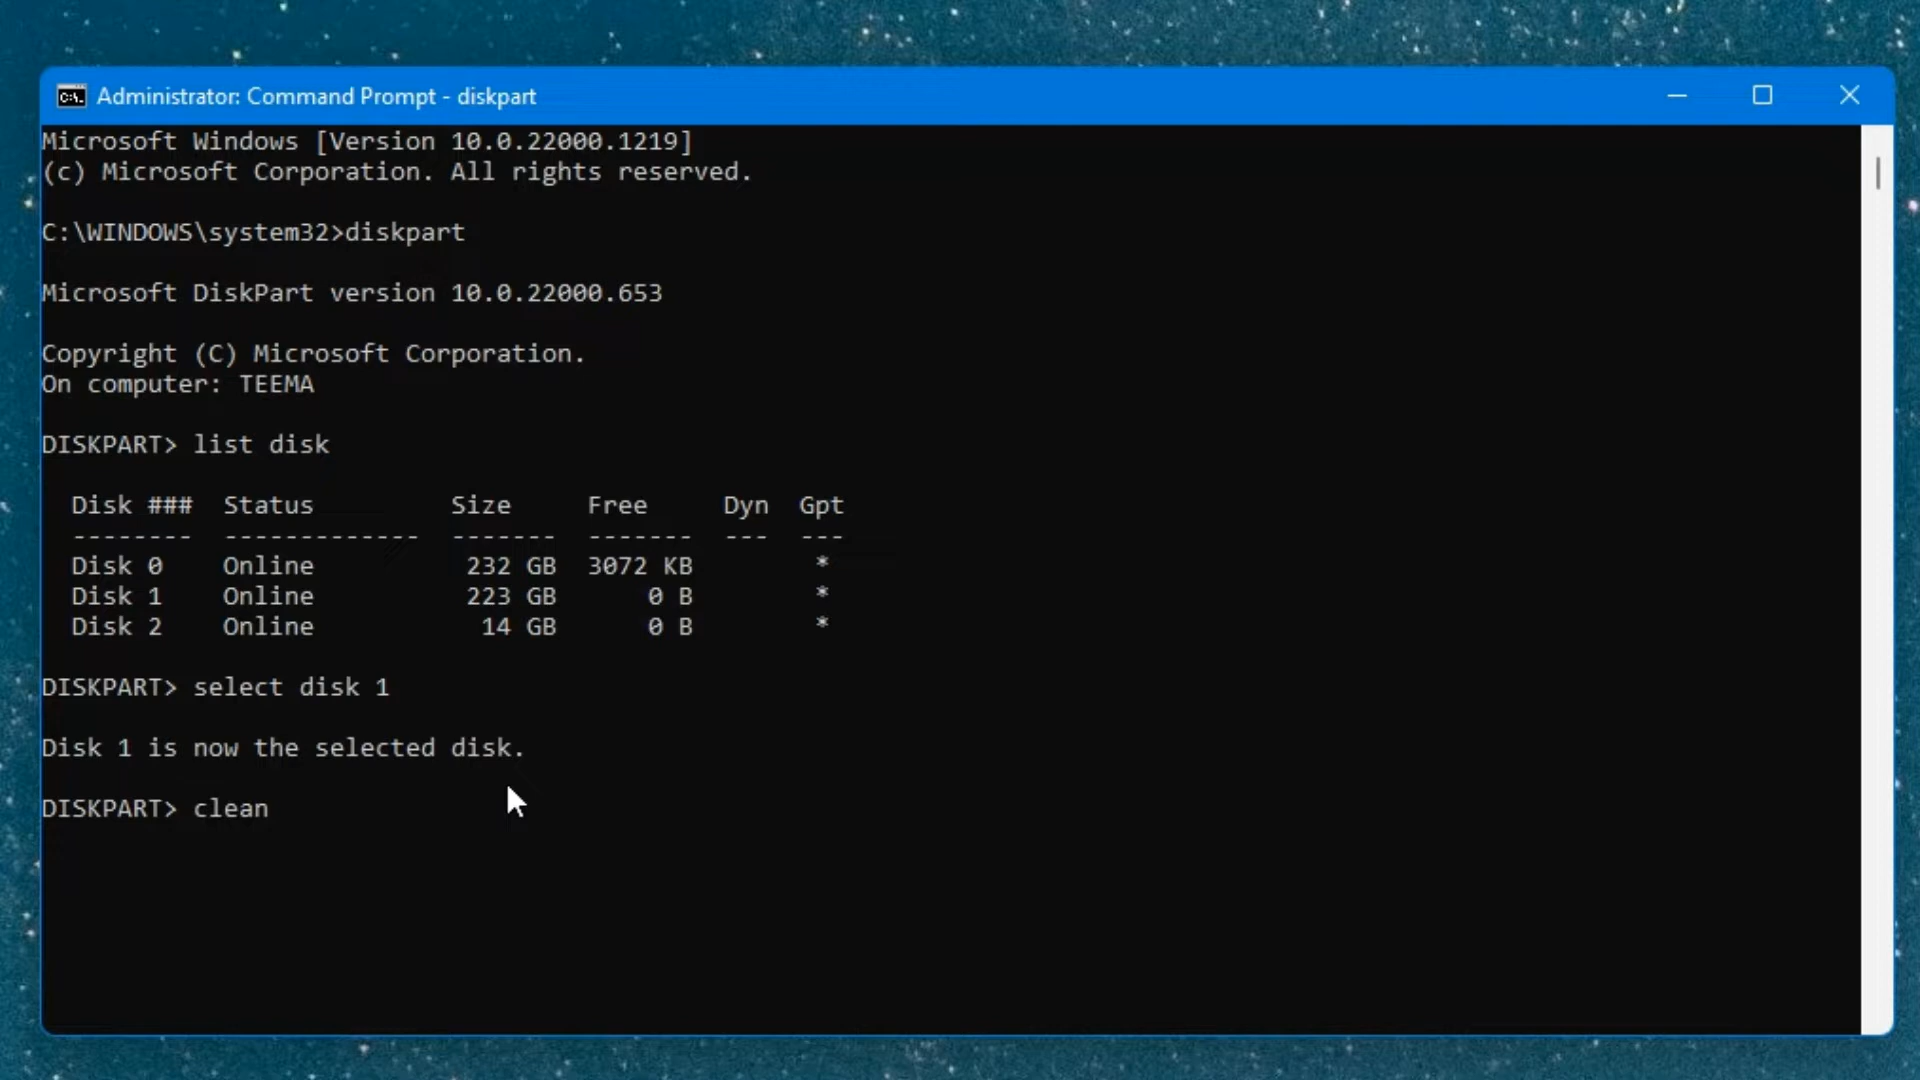 Administrator: Command Prompt - diskpart
Microsoft Windows [Version 10.0.22000.1219]
(c) Microsoft Corporation. All rights reserved.
C:\WINDOWS\system32>diskpart
Microsoft DiskPart version 10.0.22000.653
Copyright (C) Microsoft Corporation.
On computer: TEEMA
DISKPART> list disk
Disk ### Status Size Free Dyn Gpt
-------- ------------- ------- ------- --- ---
Disk 0 Online 232 GB 3072 KB *
Disk 1 Online 223 GB 0 B *
Disk 2 Online 14 GB 0 B *
DISKPART> select disk 1
Disk 1 is now the selected disk.
DISKPART> clean